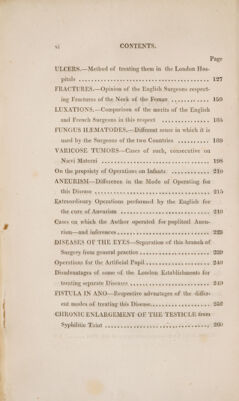 xi CONTENTS.
Page
ULCERS.—Method of treating them in the London Hos-
pitals ........ 127
FRACTURES.—Opinion of the English Surgeons respect-
ing Fractures of the Neck of the Femur ........ 150
LUXATIONS.—Comparison of the merits of the English
and French Surgeons in this respect ........ 184
FUNGUS HÆMATODES.—Different sense in which it is
used by the Surgeons of the two Countries ........ 189
VARICOSE TUMORS—Cases of such, consecutive on
Nœvi Materni ........ 198
On the propriety of Operations on Infants ........ 210
ANEURISM—Difference in the Mode of Operating for
this Disease ........ 215
Extraordinary Operations performed by the English for
the cure of Aneurism ........ 219
Cases on which the Author operated for popliteal Aneu-
rism—and inferences ........ 223
DISEASES OF THE EYES—Separation of this branch of
Surgery from general practice ........ 239
Operations for the Artificial Pupil ........ 240
Disadvantages of some of the London Establishments for
treating separate Diseases ........ 249
FISTULA IN ANO—Respective advantages of the differ-
ent modes of treating this Disease ........ 252
CHRONIC ENLARGEMENT OF THE TESTICLE from
Syphilitic Taint ........ 260